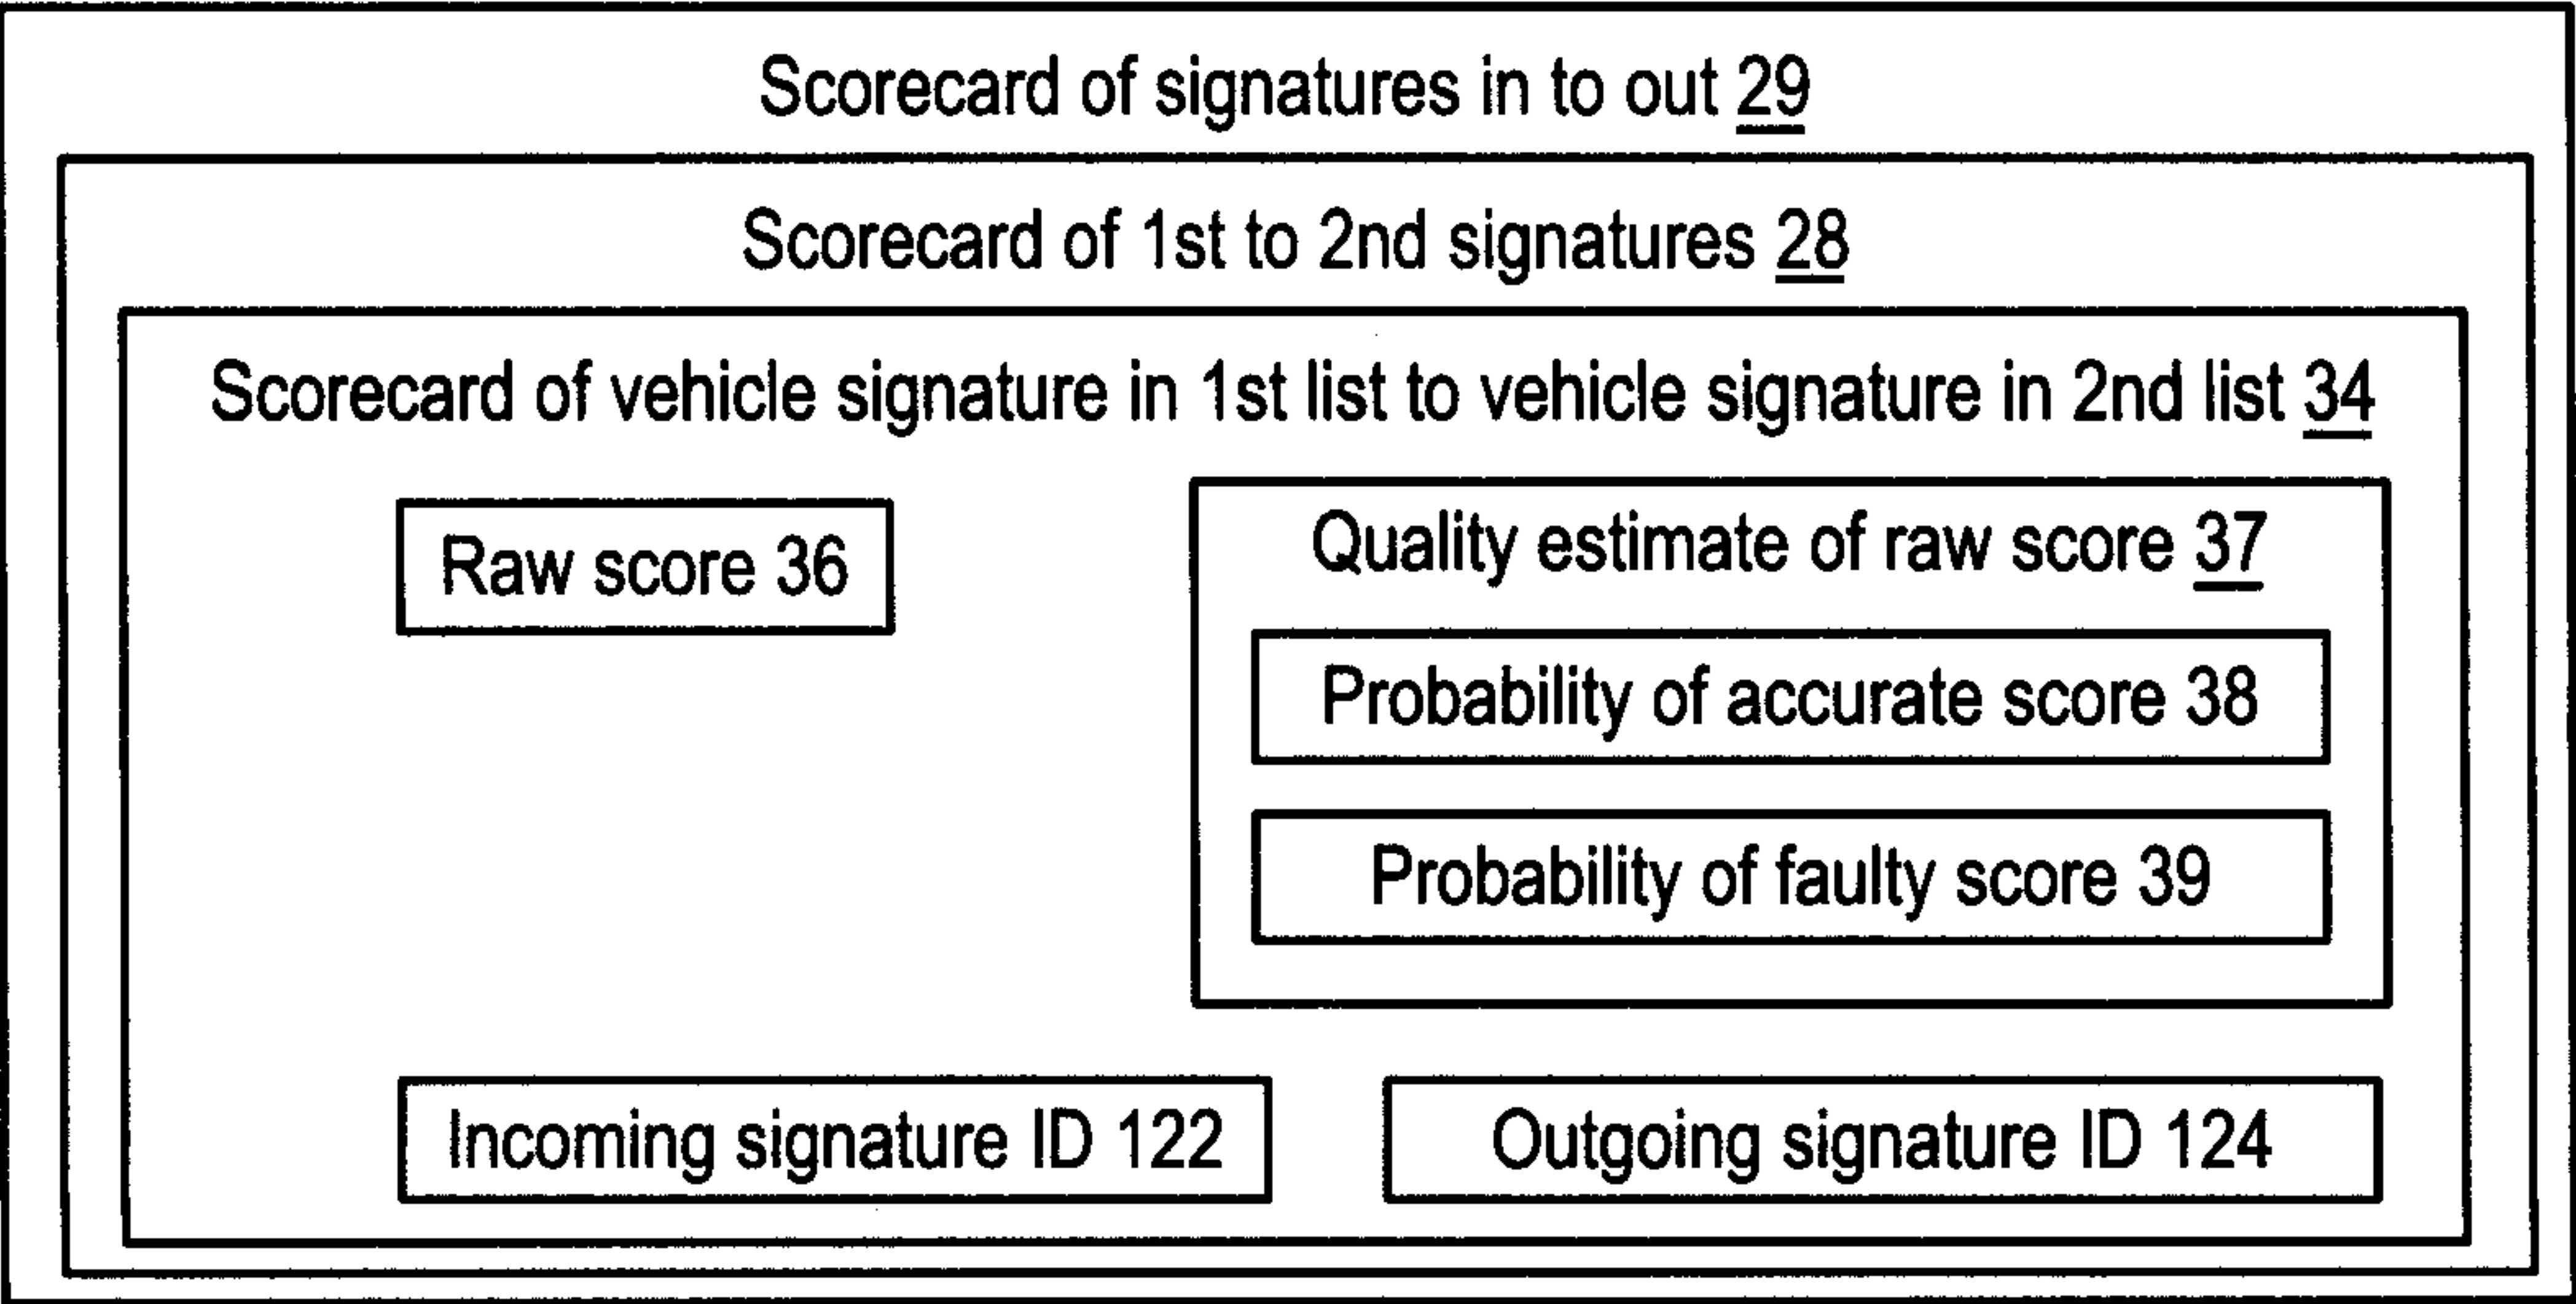 Scorecard of signatures in to out 29
Scorecard of 1st to 2nd signatures 28
Scorecard of vehicle signature in 1st list to vehicle signature in 2nd list 34
Raw score 36
Quality estimate of raw score 37
Probability of accurate score 38
Probability of faulty score 39
Incoming signature ID 122
Outgoing signature ID 124